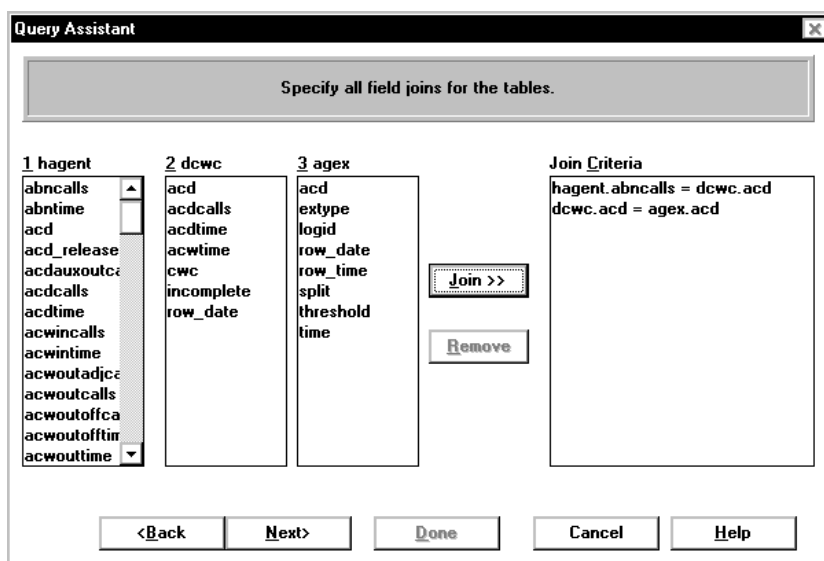 Query Assistant
Specify all field joins for the tables.
1 hagent
abncalls
abntime
acd
acd_release
acdauxoutca
acdcalls
acdtime
acwincalls
acwintime
acwoutadjca
acwoutcalls
acwoutoffca
acwoutofftim
acwouttime
2 dcwc
acd
acdcalls
acdtime
acwtime
cwc
incomplete
row_date
3 agex
acd
extype
logid
row_date
row_time
split
threshold
time
Join >>
Remove
Join Criteria
hagent.abncalls = dcwc.acd
dcwc.acd = agex.acd
<Back
Next>
Done
Cancel
Help